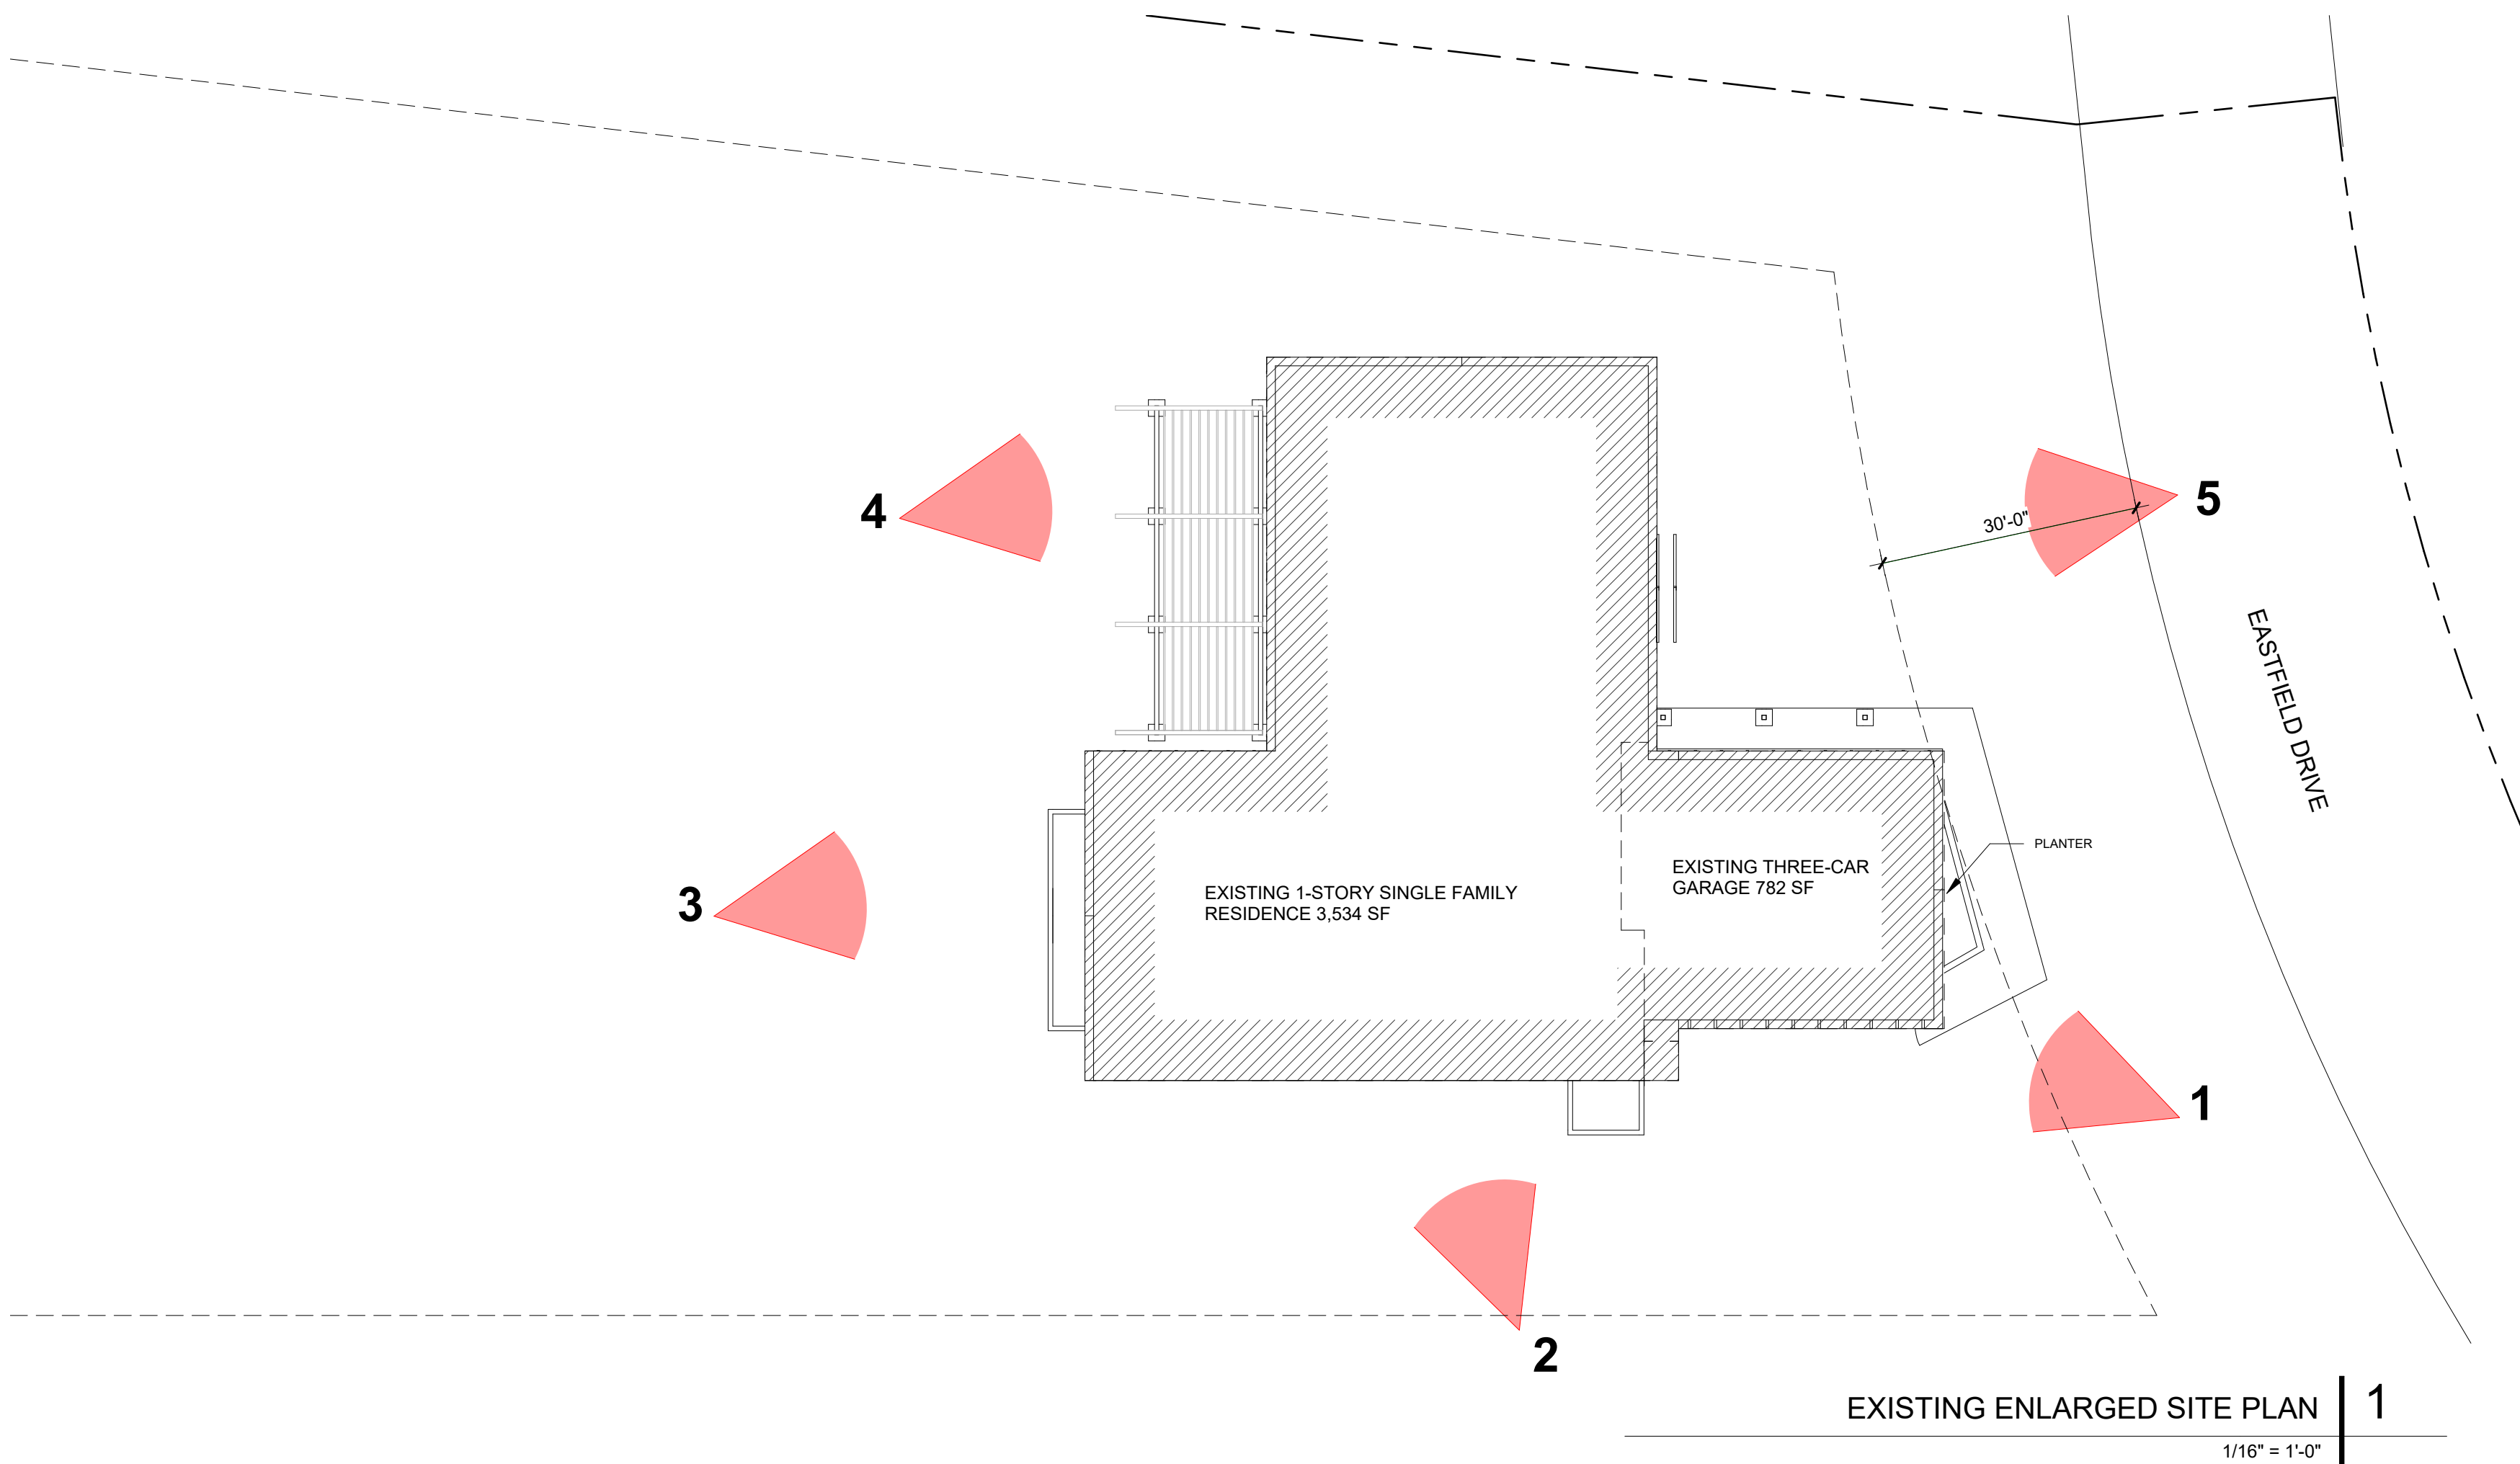 4
5
30'-0"
EASTFIELD DRIVE
PLANTER
EXISTING THREE-CAR
GARAGE 782 SF
3
EXISTING 1-STORY SINGLE FAMILY
RESIDENCE 3,534 SF
1
2
EXISTING ENLARGED SITE PLAN
1
1/16" = 1'-0"